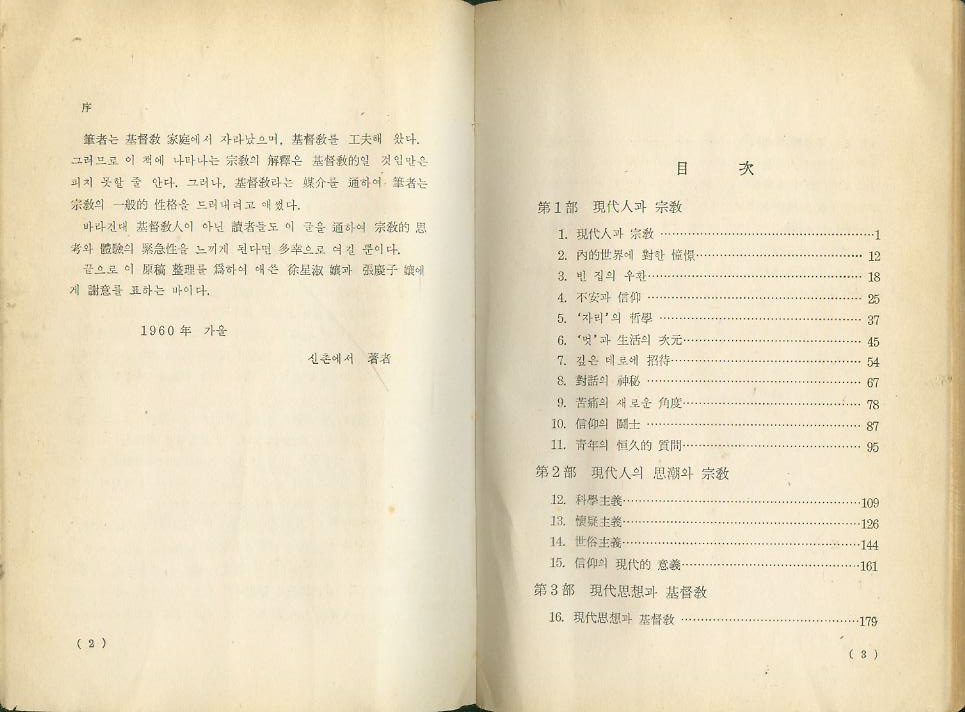 序
筆者는 基督敎 家庭에서 자라났으며, 基督敎를 工夫해 왔다.
그러므로 이 책에 나타나는 宗敎의 解釋은 基督敎的일 것임만은
피치 못할 줄 안다. 그러나, 基督敎라는 媒介를 通하여 筆者는
宗敎의 一般的 性格을 드러내려고 애썼다.
바라건대 基督敎人이 아닌 讀者들도 이 글을 通하여 宗敎的 思
考와 體驗의 緊急性을 느끼게 된다면 多幸으로 여길 뿐이다.
끝으로 이 原稿 整理를 爲하여 애쓴 徐星淑 孃과 張慶子 孃에
게 謝意를 표하는 바이다.
1960年 가을
신촌에서 著者
( 2 )
目 次
第1部 現代人과 宗敎
1. 現代人과 宗敎 ………………………………1
2. 內的世界에 對한 憧憬……………………………… 12
3. 빈 집의 우환……………………………… 18
4. 不安과 信仰 ……………………………… 25
5. ‘자리’의 哲學 ……………………………… 37
6. ‘멋’과 生活의 次元……………………………… 45
7. 깊은 데로에 招待……………………………… 54
8. 對話의 神秘 ……………………………… 67
9. 苦痛의 새로운 角度……………………………… 78
10. 信仰의 鬪士 ……………………………… 87
11. 靑年의 恒久的 質問……………………………… 95
第2部 現代人의 思潮와 宗敎
12. 科學主義………………………………109
13. 懷疑主義………………………………126
14. 世俗主義………………………………144
15. 信仰의 現代的 意義………………………………161
第3部 現代思想과 基督敎
16. 現代思想과 基督敎 ………………………………179
( 3 )